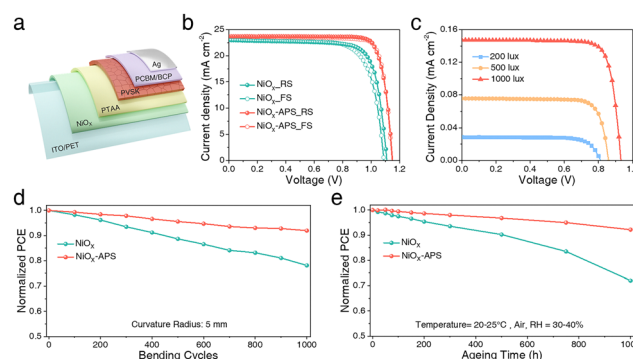 a
Ag
PCBM/BCP
PVSK
PTAA
NiOₓ
ITO/PET
b
Current density (mA cm⁻²)
25
20
15
10
5
0
NiOₓ_RS
NiOₓ_FS
NiOₓ-APS_RS
NiOₓ-APS_FS
0.0 0.2 0.4 0.6 0.8 1.0 1.2
Voltage (V)
c
Current Density (mA cm⁻²)
0.16
0.12
0.08
0.04
0.00
200 lux
500 lux
1000 lux
0.0 0.2 0.4 0.6 0.8 1.
Voltage (V)
d
Normalized PCE
1.0
0.9
0.8
0.7
0.6
0.5
NiOₓ
NiOₓ-APS
Curvature Radius: 5 mm
0 200 400 600 800 1000
Bending Cycles
e
Normalized PCE
1.0
0.9
0.8
0.7
0.6
0.5
NiOₓ
NiOₓ-APS
Temperature= 20-25°C , Air, RH = 30-40%
0 200 400 600 800 100
Ageing Time (h)